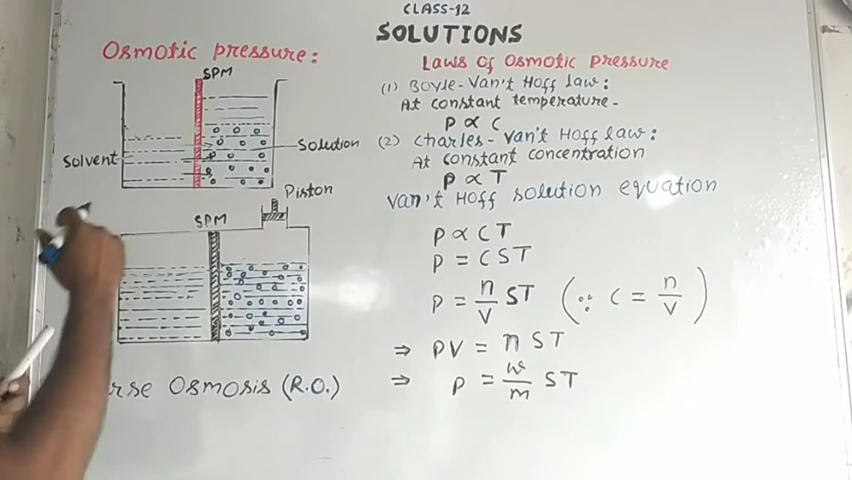 CLASS-12
SOLUTIONS
Osmotic pressure:
SPM
Solvent
Solution
Piston
SPM
rse Osmosis (R.O.)
Laws of Osmotic Pressure
(1) Boyle-Van't Hoff law:
At constant temperature-
P ∝ C
(2) Charles-Van't Hoff law:
At constant concentration
P ∝ T
Van't Hoff solution equation
P ∝ CT
P = CST
P = n/V ST (∵ C = n/V)
⇒ PV = n ST
⇒ P = w/m ST